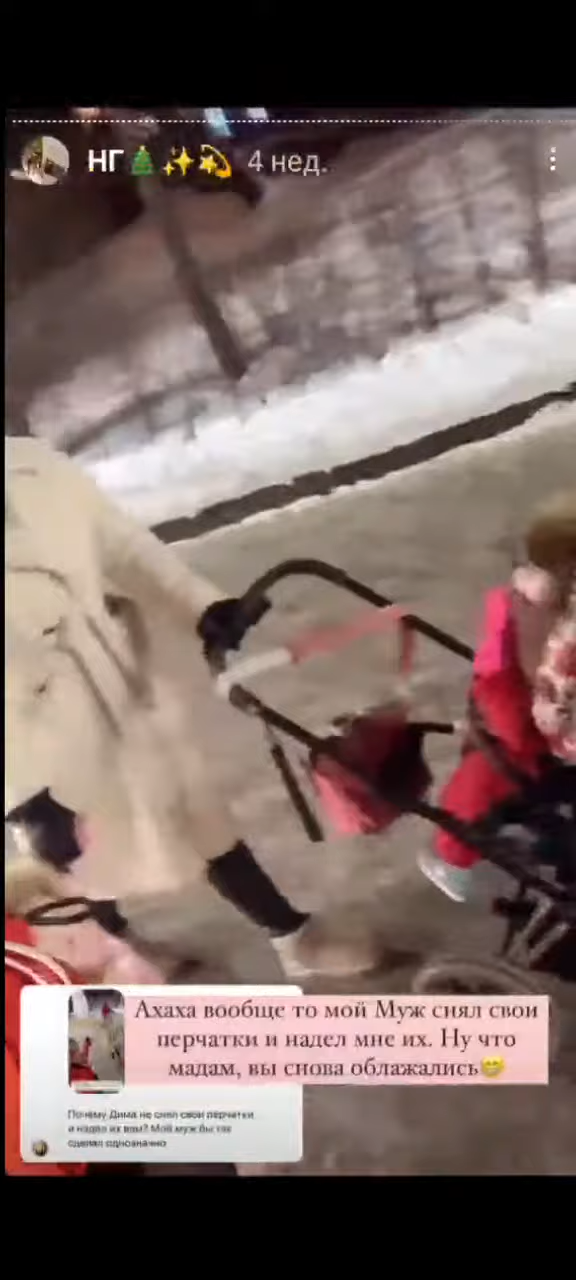 НГ🎄✨💫 4 нед.
Ахаха вообще то мой Муж снял свои
перчатки и надел мне их. Ну что
мадам, вы снова облажались😁
Почему Дима не снял свои перчатки
и надел их вам? Мой муж бы так
сделал однозначно